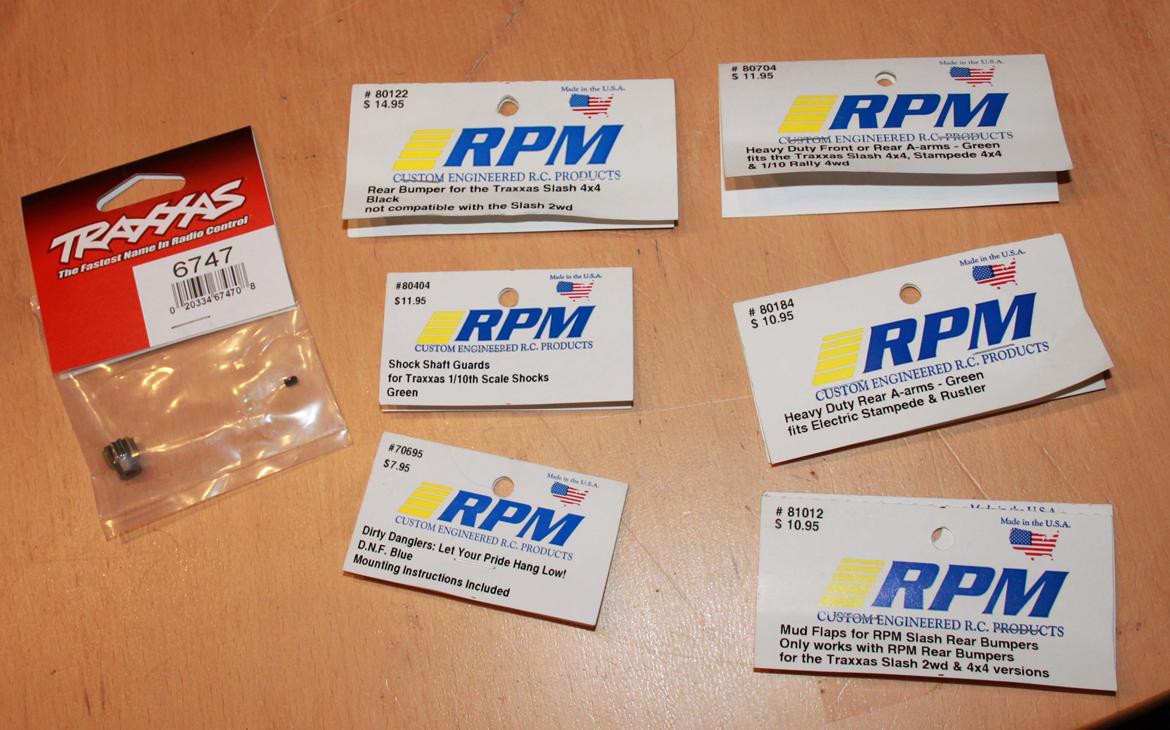 TRAXXAS
The Fastest Name In Radio Control
6747
0 20334 67470 8
# 80122
$ 14.95
Made in the U.S.A.
RPM
CUSTOM ENGINEERED R.C. PRODUCTS
Rear Bumper for the Traxxas Slash 4x4
Black
not compatible with the Slash 2wd
# 80704
$ 11.95
Made in the U.S.A.
RPM
CUSTOM ENGINEERED R.C. PRODUCTS
Heavy Duty Front or Rear A-arms - Green
fits the Traxxas Slash 4x4, Stampede 4x4
& 1/10 Rally 4wd
#80404
$11.95
Made in the U.S.A.
RPM
CUSTOM ENGINEERED R.C. PRODUCTS
Shock Shaft Guards
for Traxxas 1/10th Scale Shocks
Green
# 80184
$ 10.95
Made in the U.S.A.
RPM
CUSTOM ENGINEERED R.C. PRODUCTS
Heavy Duty Rear A-arms - Green
fits Electric Stampede & Rustler
#70695
$7.95
Made in the U.S.A.
RPM
CUSTOM ENGINEERED R.C. PRODUCTS
Dirty Danglers: Let Your Pride Hang Low!
D.N.F. Blue
Mounting Instructions Included
Made in the U.S.A.
# 81012
$ 10.95
Made in the U.S.A.
RPM
CUSTOM ENGINEERED R.C. PRODUCTS
Mud Flaps for RPM Slash Rear Bumpers
Only works with RPM Rear Bumpers
for the Traxxas Slash 2wd & 4x4 versions